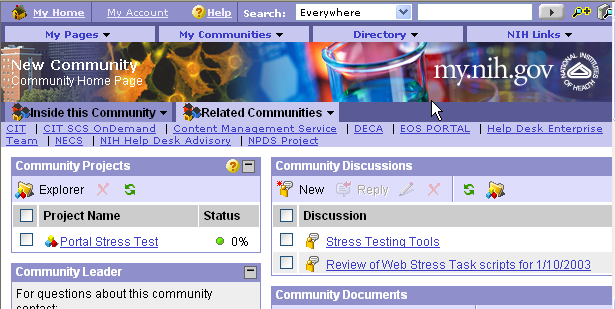 My Home | My Account Help Search: Everywhere
My Pages My Communities Directory NIH Links
New Community
Community Home Page
my.nih.gov
NATIONAL INSTITUTES OF HEALTH
Inside this Community Related Communities
CIT | CIT SCS OnDemand | Content Management Service | DECA | EOS PORTAL | Help Desk Enterprise
Team | NECS | NIH Help Desk Advisory | NPDS Project
Community Projects
Explorer
Project Name Status
Portal Stress Test 0%
Community Leader
For questions about this community
contact:
Community Discussions
New Reply
Discussion
Stress Testing Tools
Review of Web Stress Task scripts for 1/10/2003
Community Documents